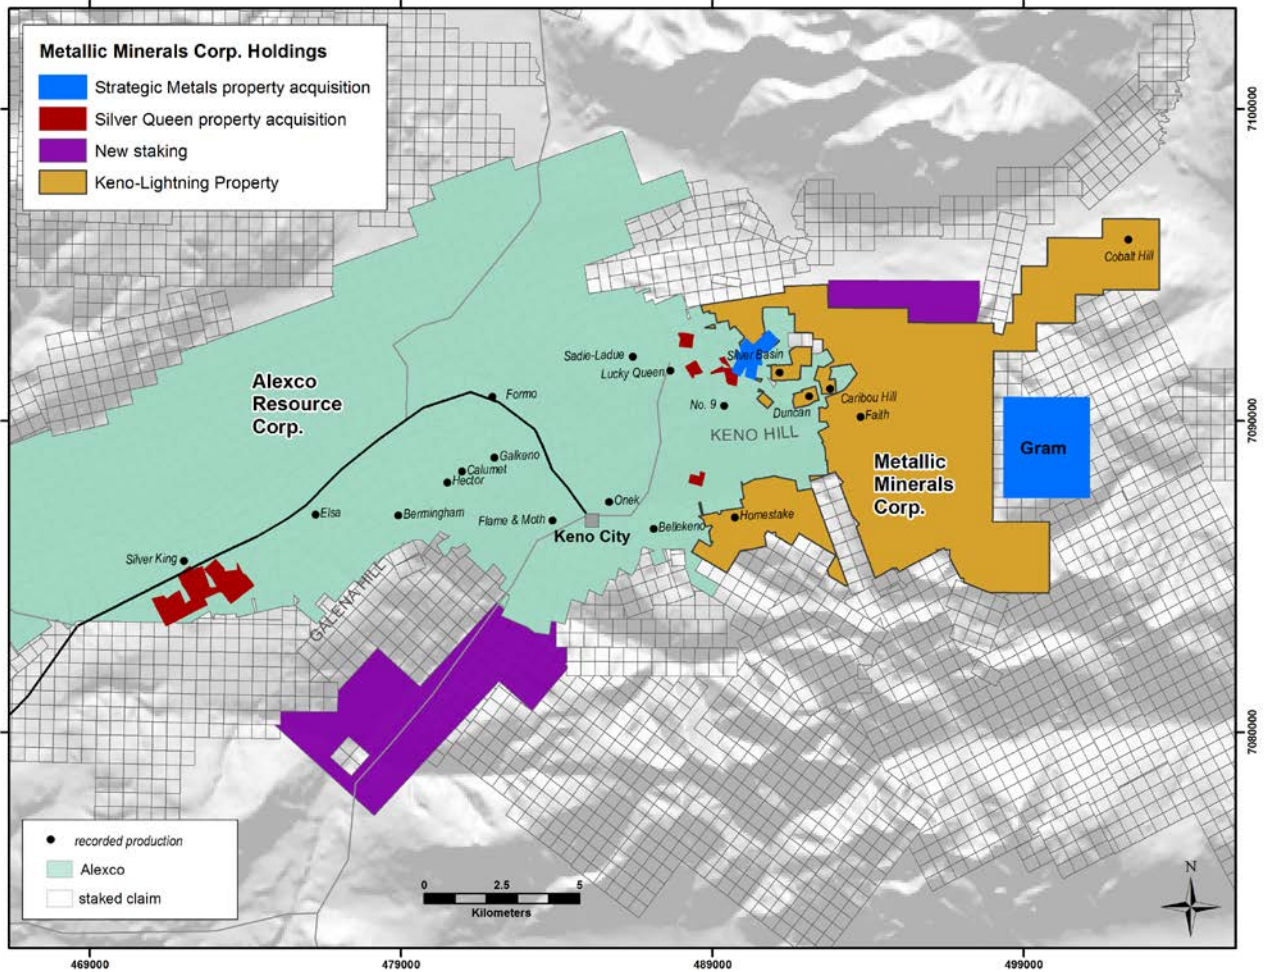 Metallic Minerals Corp. Holdings
Strategic Metals property acquisition
Silver Queen property acquisition
New staking
Keno-Lightning Property
7100000
Cobalt Hill
Sadie-Ladue
Silver Basin
Lucky Queen
Alexco
Resource
Corp.
Formo
No. 9
Duncan
Caribou Hill
Faith
7090000
KENO HILL
Gram
Metallic
Minerals
Corp.
Galkeno
Calumet
Hector
Onek
Elsa
Bermingham
Flame & Moth
Keno City
Bellekeno
Homestake
Silver King
GALENA HILL
7080000
recorded production
Alexco
staked claim
0 2.5 5
Kilometers
N
469000 479000 489000 499000